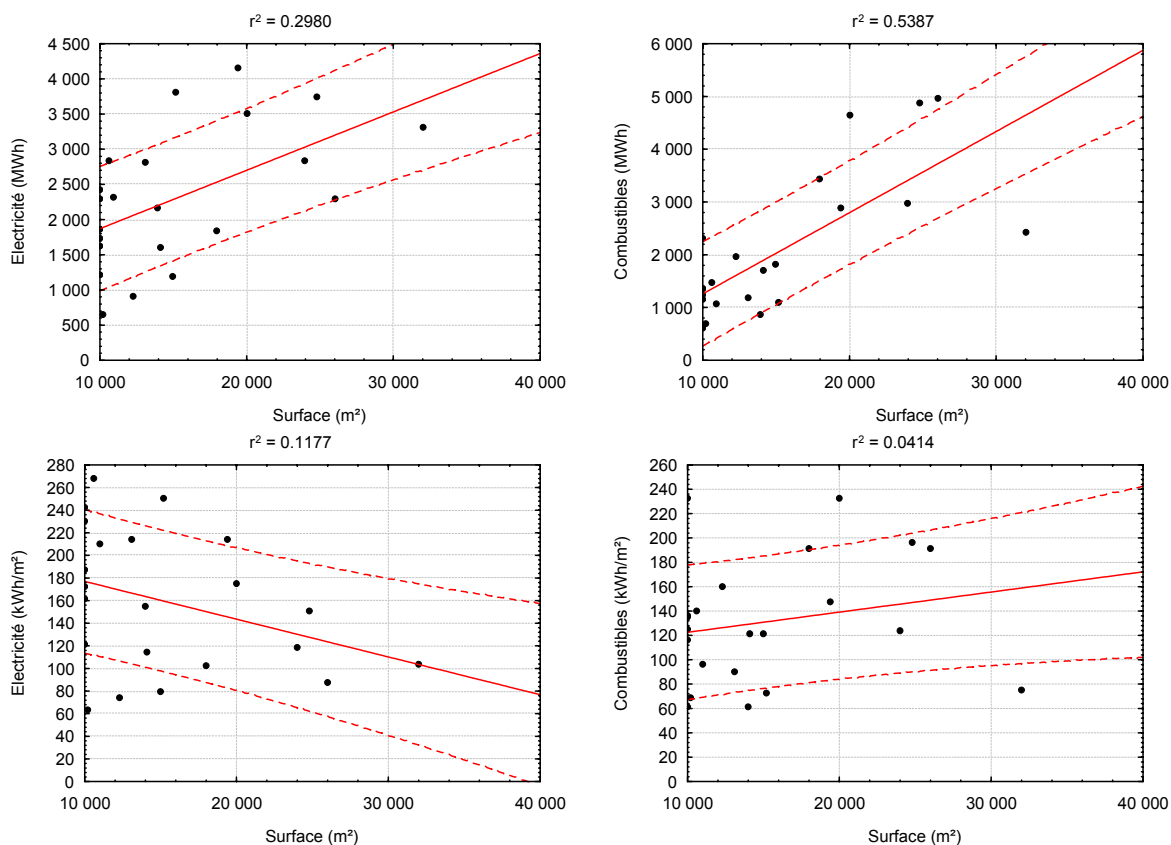 r² = 0.2980
4 500
4 000
3 500
3 000
2 500
2 000
1 500
1 000
500
0
Electricité (MWh)
10 000 20 000 30 000 40 000
Surface (m²)
r² = 0.5387
6 000
5 000
4 000
3 000
2 000
1 000
0
Combustibles (MWh)
10 000 20 000 30 000 40 000
Surface (m²)
r² = 0.1177
280
260
240
220
200
180
160
140
120
100
80
60
40
20
0
Electricité (kWh/m²)
10 000 20 000 30 000 40 000
Surface (m²)
r² = 0.0414
260
240
220
200
180
160
140
120
100
80
60
40
20
0
Combustibles (kWh/m²)
10 000 20 000 30 000 40 000
Surface (m²)